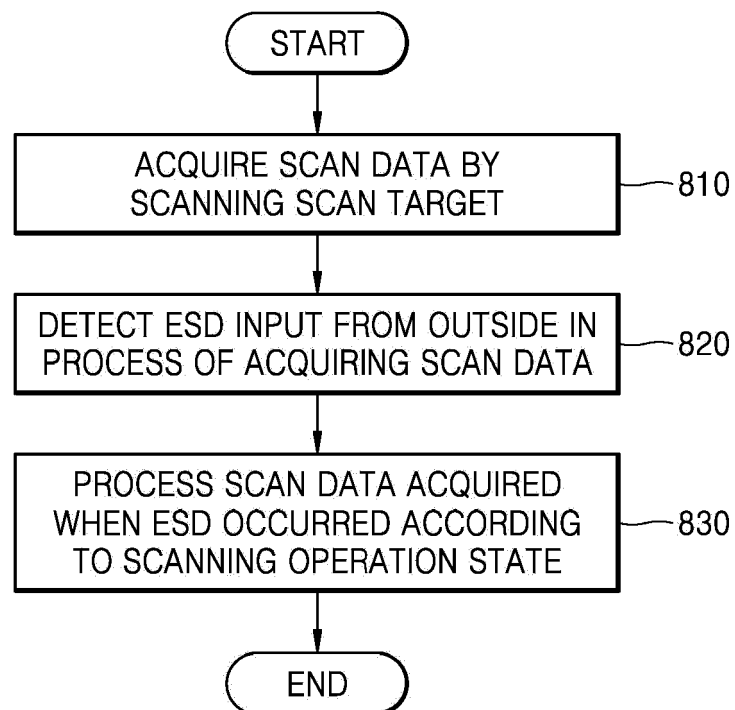 START
ACQUIRE SCAN DATA BY
SCANNING SCAN TARGET
810
DETECT ESD INPUT FROM OUTSIDE IN
PROCESS OF ACQUIRING SCAN DATA
820
PROCESS SCAN DATA ACQUIRED
WHEN ESD OCCURRED ACCORDING
TO SCANNING OPERATION STATE
830
END